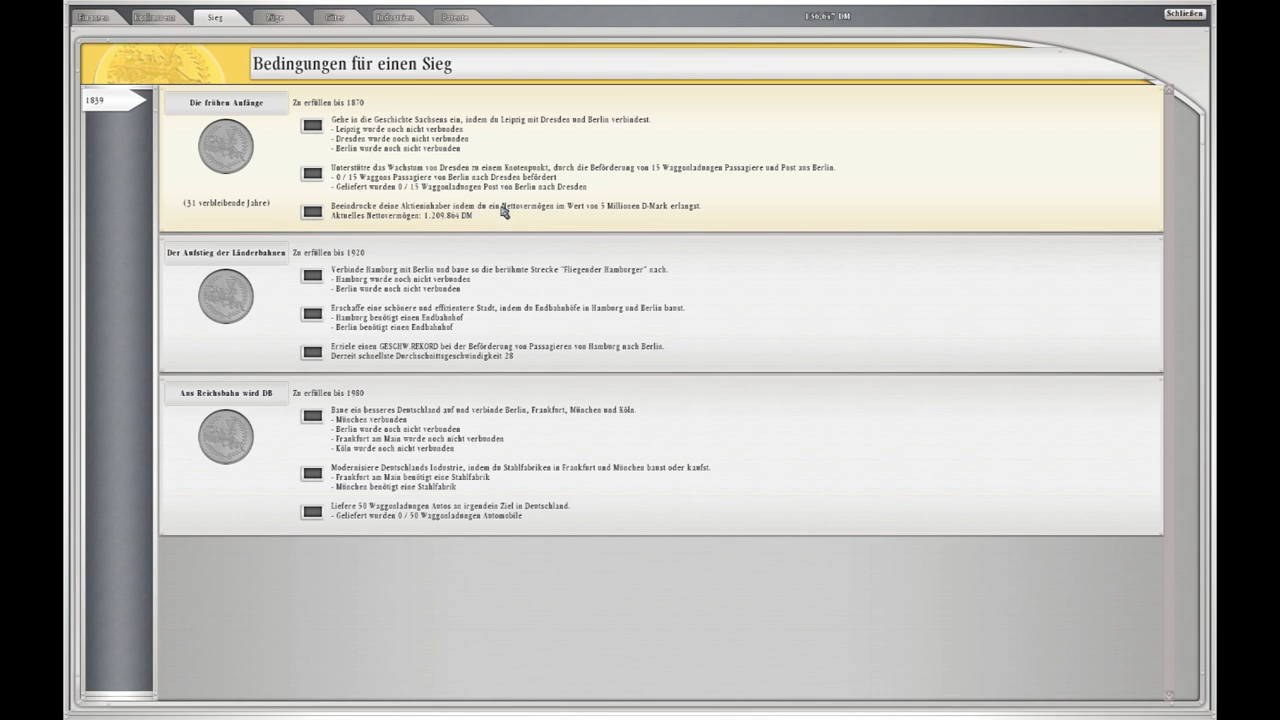 Finanzen Konkurrenz Sieg Züge Güter Industrien Patente
Schließen
Bedingungen für einen Sieg
1839
Die frühen Anfänge
Zu erfüllen bis 1870
Gehe in die Geschichte Sachsens ein, indem du Leipzig mit Dresden und Berlin verbindest.
- Leipzig wurde noch nicht verbunden
- Dresden wurde noch nicht verbunden
- Berlin wurde noch nicht verbunden
Unterstütze das Wachstum von Dresden zu einem Knotenpunkt, durch die Beförderung von 15 Waggonladungen Passagiere und Post aus Berlin.
- 0 / 15 Waggons Passagiere von Berlin nach Dresden befördert
- Geliefert wurden 0 / 15 Waggonladungen Post von Berlin nach Dresden
(31 verbleibende Jahre)
Beeindrucke deine Aktieninhaber indem du ein Nettovermögen im Wert von 5 Millionen D-Mark erlangst.
Aktuelles Nettovermögen: 1.209.864 DM
Der Aufstieg der Länderbahnen
Zu erfüllen bis 1920
Verbinde Hamburg mit Berlin und baue so die berühmte Strecke "Fliegender Hamburger" nach.
- Hamburg wurde noch nicht verbunden
- Berlin wurde noch nicht verbunden
Erschaffe eine schönere und effizientere Stadt, indem du Endbahnhöfe in Hamburg und Berlin baust.
- Hamburg benötigt einen Endbahnhof
- Berlin benötigt einen Endbahnhof
Erziele einen GESCHW.REKORD bei der Beförderung von Passagieren von Hamburg nach Berlin.
Derzeit schnellste Durchschnittsgeschwindigkeit 28
Aus Reichsbahn wird DB
Zu erfüllen bis 1980
Baue ein besseres Deutschland auf und verbinde Berlin, Frankfurt, München und Köln.
- München verbunden
- Berlin wurde noch nicht verbunden
- Frankfurt am Main wurde noch nicht verbunden
- Köln wurde noch nicht verbunden
Modernisiere Deutschlands Industrie, indem du Stahlfabriken in Frankfurt und München baust oder kaufst.
- Frankfurt am Main benötigt eine Stahlfabrik
- München benötigt eine Stahlfabrik
Liefere 50 Waggonladungen Autos an irgendein Ziel in Deutschland.
- Geliefert wurden 0 / 50 Waggonladungen Automobile